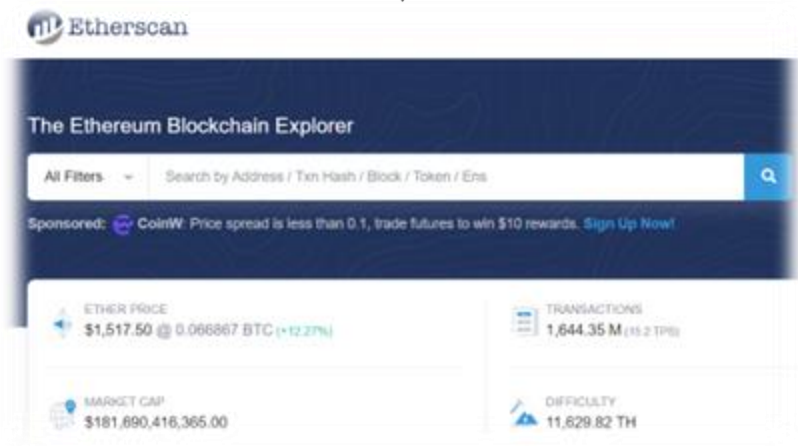 Etherscan
The Ethereum Blockchain Explorer
All Filters
Search by Address / Txn Hash / Block / Token / Ens
Sponsored: CoinW: Price spread is less than 0.1, trade futures to win $10 rewards. Sign Up Now!
ETHER PRICE
$1,517.50 @ 0.066867 BTC (+12.27%)
TRANSACTIONS
1,644.35 M (15.2 TPS)
MARKET CAP
$181,690,416,365.00
DIFFICULTY
11,629.82 TH